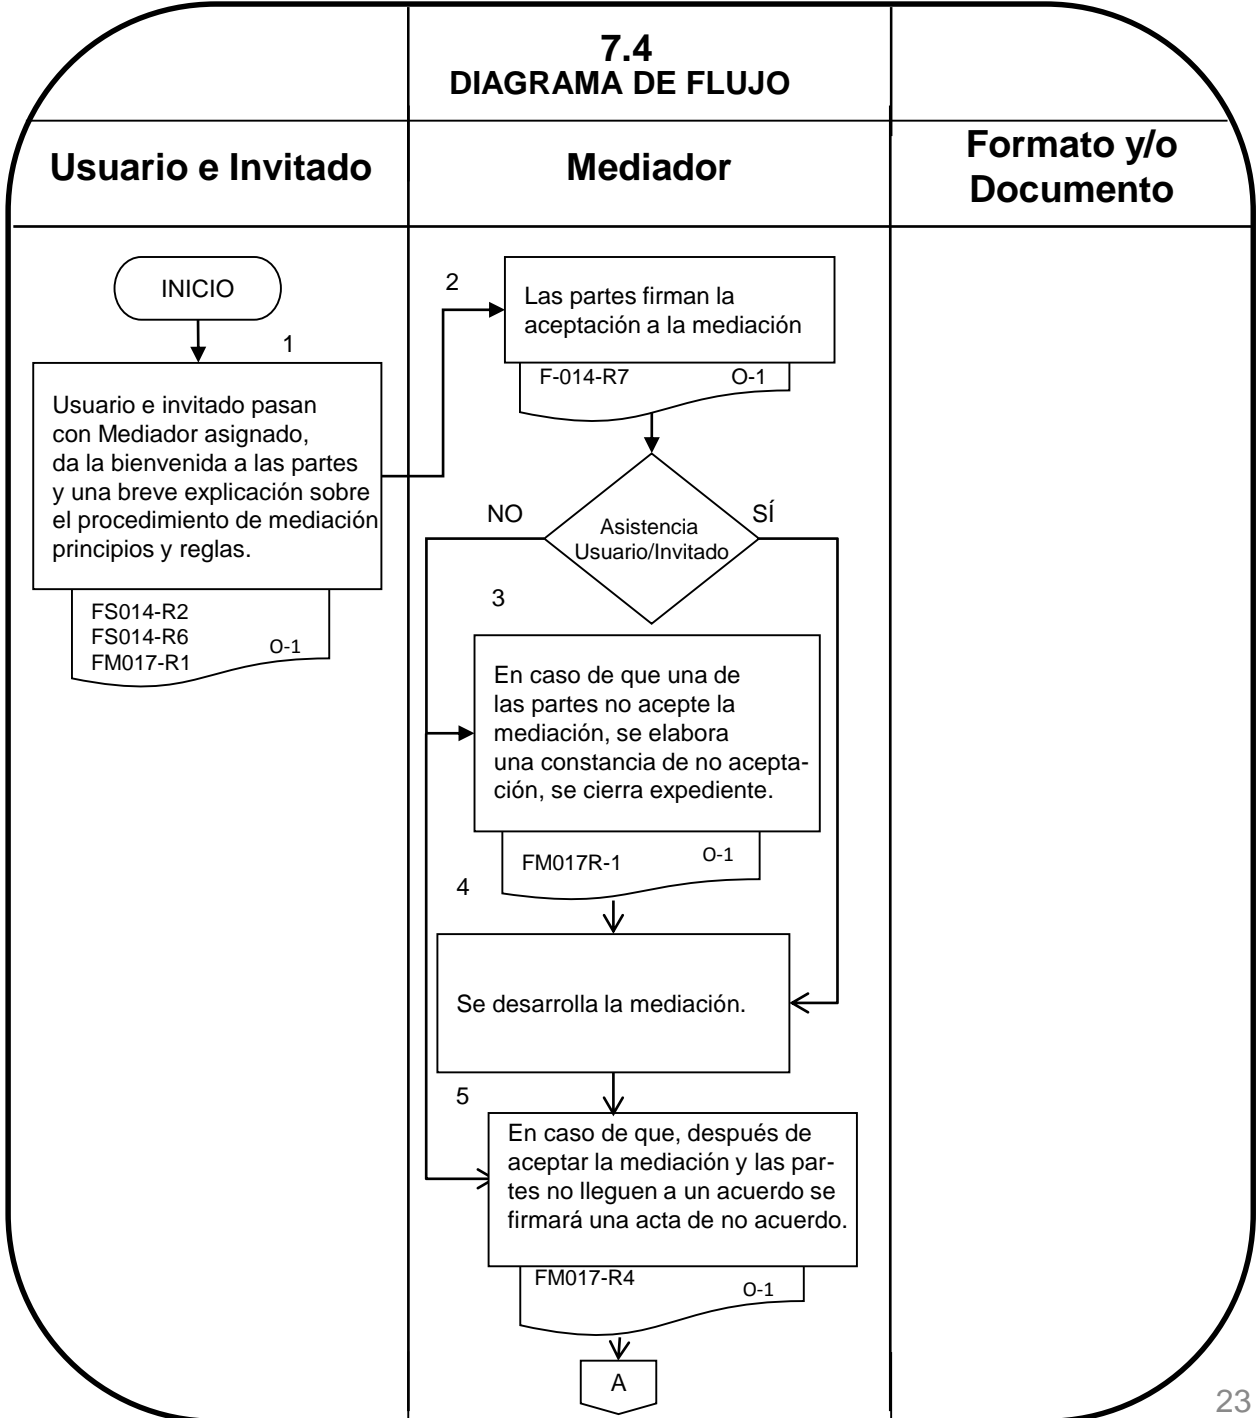 7.4
DIAGRAMA DE FLUJO
Usuario e Invitado
Mediador
Formato y/o
Documento
INICIO
1
Usuario e invitado pasan
con Mediador asignado,
da la bienvenida a las partes
y una breve explicación sobre
el procedimiento de mediación
principios y reglas.
FS014-R2
FS014-R6
FM017-R1
O-1
2
Las partes firman la
aceptación a la mediación
F-014-R7
O-1
NO
SÍ
Asistencia
Usuario/Invitado
3
En caso de que una de
las partes no acepte la
mediación, se elabora
una constancia de no acepta-
ción, se cierra expediente.
FM017R-1
O-1
4
Se desarrolla la mediación.
5
En caso de que, después de
aceptar la mediación y las par-
tes no lleguen a un acuerdo se
firmará una acta de no acuerdo.
FM017-R4
O-1
A
23